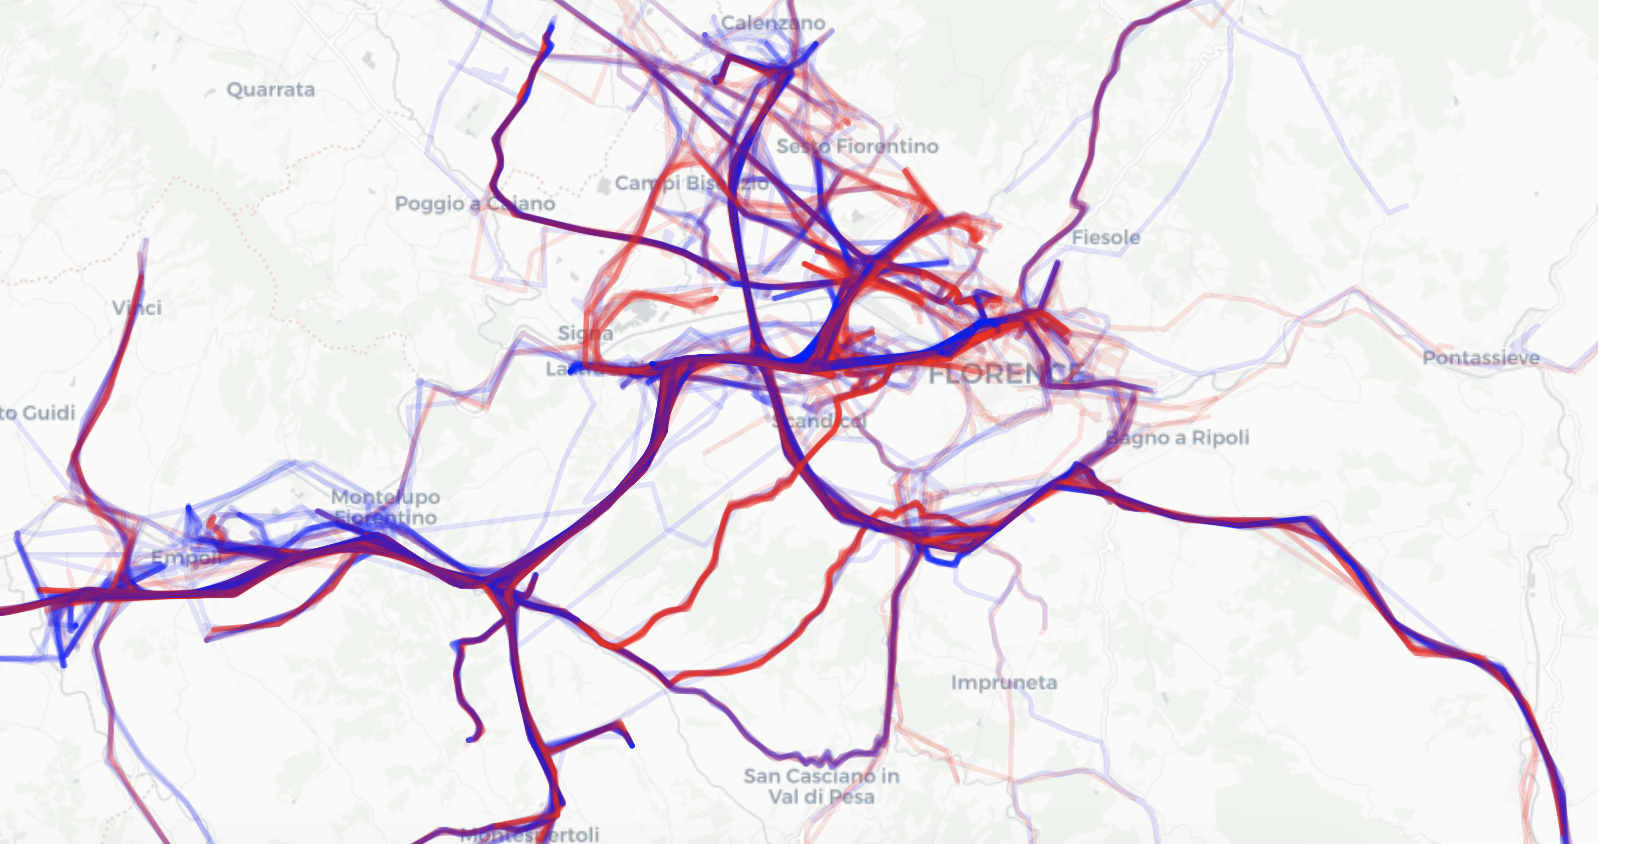 Calenzano
Quarrata
Sesto Fiorentino
Campi Bisenzio
Poggio a Caiano
Fiesole
Vinci
Signa
Pontassieve
FLORENCE
to Guidi
Scandicci
Bagno a Ripoli
Montelupo
Fiorentino
Empoli
Impruneta
San Casciano in
Val di Pesa
Montespertoli